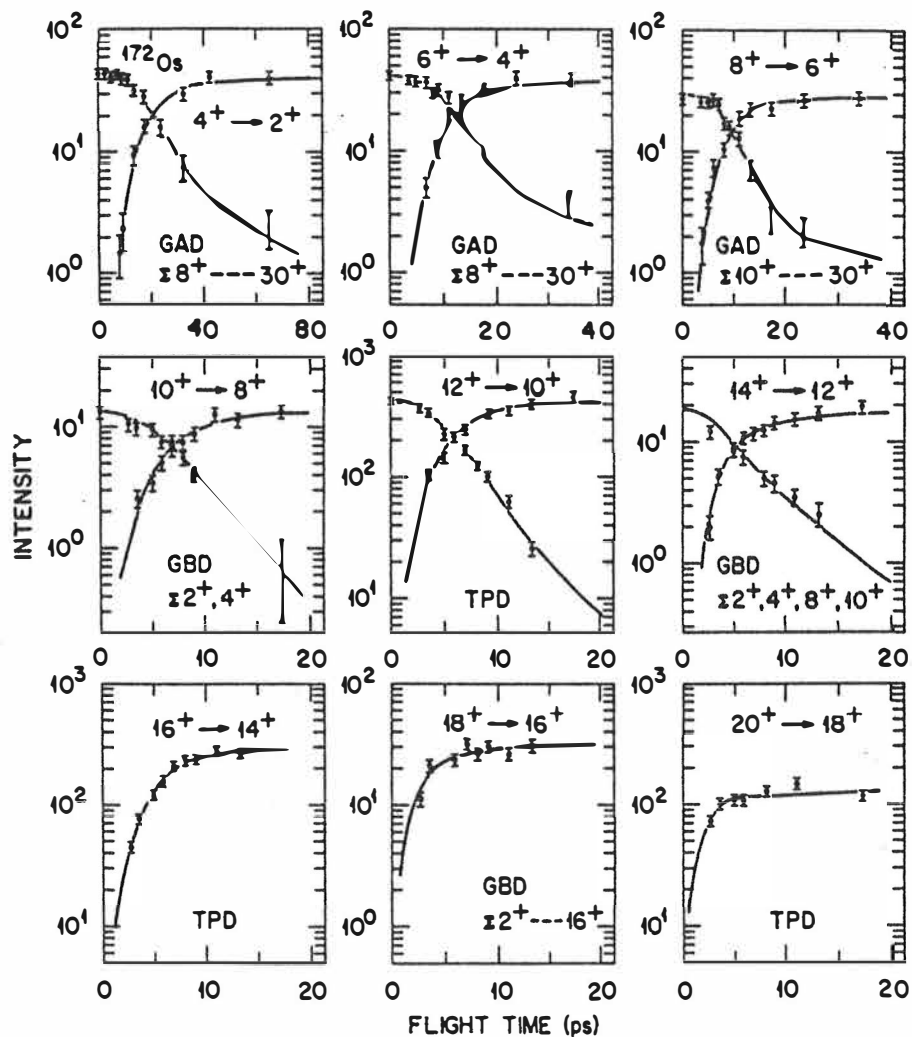 10² 10¹ 10⁰
¹⁷²Os
4⁺ → 2⁺
GAD
Σ8⁺ ---- 30⁺
0 40 80
10² 10¹ 10⁰
6⁺ → 4⁺
GAD
Σ8⁺ ---- 30⁺
0 20 40
10² 10¹ 10⁰
8⁺ → 6⁺
GAD
Σ10⁺ ---- 30⁺
0 20 40
INTENSITY
10² 10¹ 10⁰
10⁺ → 8⁺
GBD
Σ2⁺,4⁺
0 10 20
10³ 10² 10¹
12⁺ → 10⁺
TPD
0 10 20
10² 10¹ 10⁰
14⁺ → 12⁺
GBD
Σ2⁺,4⁺,8⁺,10⁺
0 10 20
10³ 10² 10¹
16⁺ → 14⁺
TPD
0 10 20
10² 10¹ 10⁰
18⁺ → 16⁺
GBD
Σ2⁺ --- 16⁺
0 10 20
10³ 10² 10¹
20⁺ → 18⁺
TPD
0 10 20
FLIGHT TIME (ps)